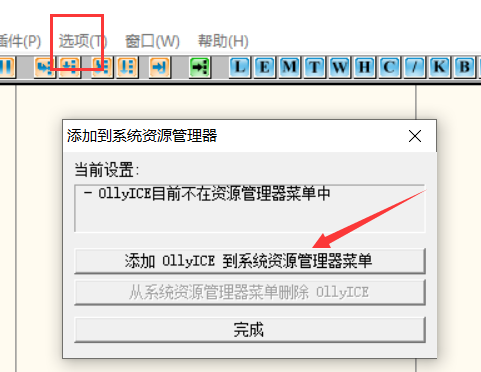 插件(P) 选项(T) 窗口(W) 帮助(H)
L E M T W H C / K B
添加到系统资源管理器
当前设置:
- OllyICE目前不在资源管理器菜单中
添加 OllyICE 到系统资源管理器菜单
从系统资源管理器菜单删除 OllyICE
完成